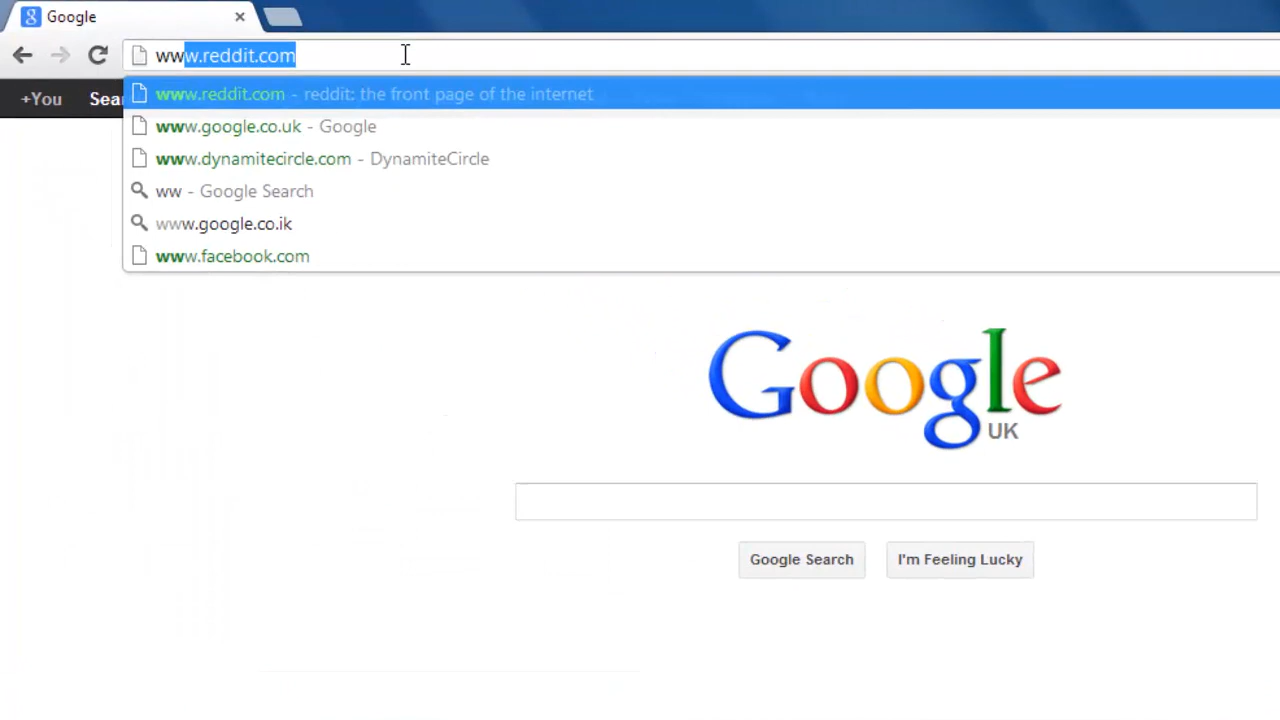 Google
www.reddit.com
+You Sea
www.reddit.com - reddit: the front page of the internet
www.google.co.uk - Google
www.dynamitecircle.com - DynamiteCircle
ww - Google Search
www.google.co.ik
www.facebook.com
Google
UK
Google Search I'm Feeling Lucky